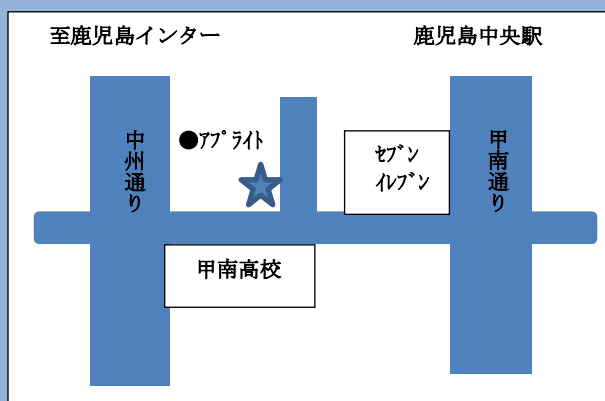 至鹿児島インター
鹿児島中央駅
中州通り
●ｱﾌﾟﾗｲﾄ
ｾﾌﾞﾝ
ｲﾚﾌﾞﾝ
甲南通り
甲南高校